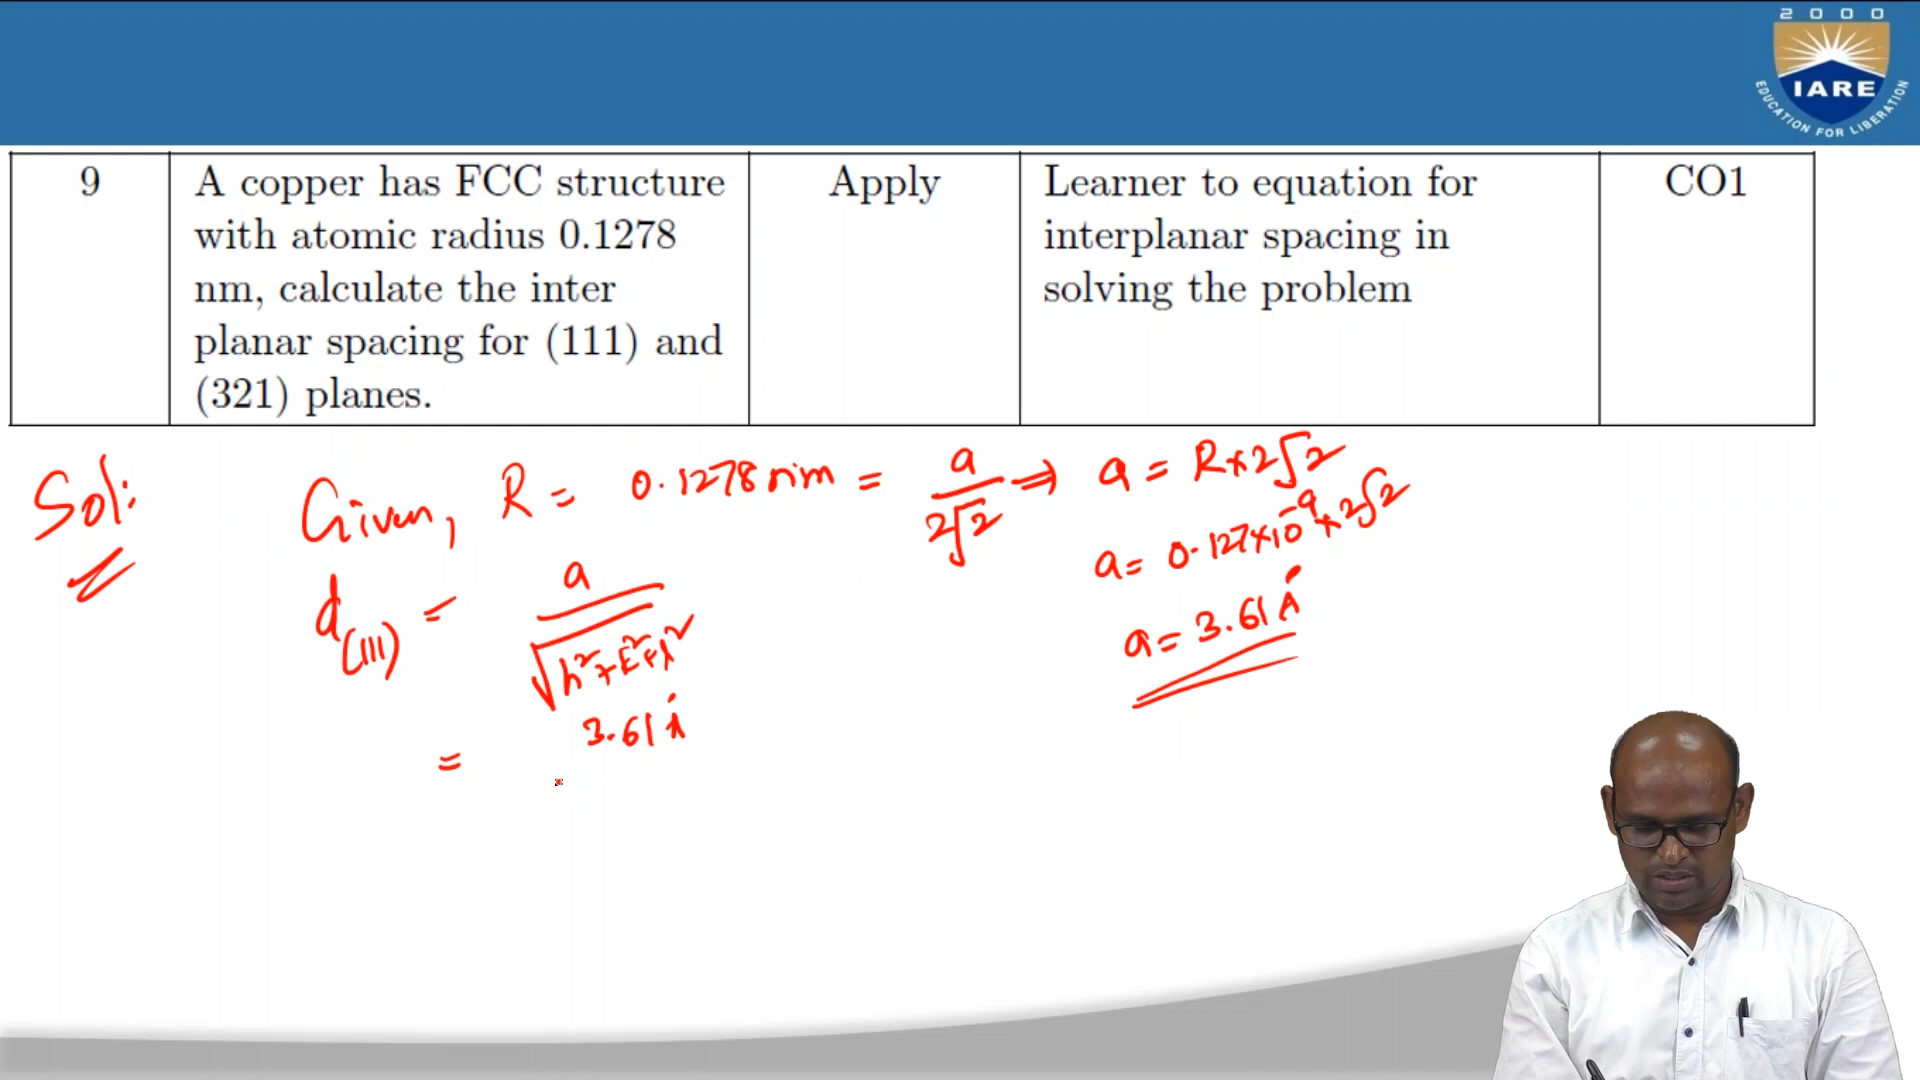 2000
IARE
EDUCATION FOR LIBERATION
9
A copper has FCC structure
with atomic radius 0.1278
nm, calculate the inter
planar spacing for (111) and
(321) planes.
Apply
Learner to equation for
interplanar spacing in
solving the problem
CO1
Sol:
Given, R = 0.1278 nm = a / 2√2 ⇒ a = R×2√2
a = 0.127×10⁻⁹×2√2
a = 3.61 Å
d(111) = a / √h²+k²+l²
= 3.61 Å